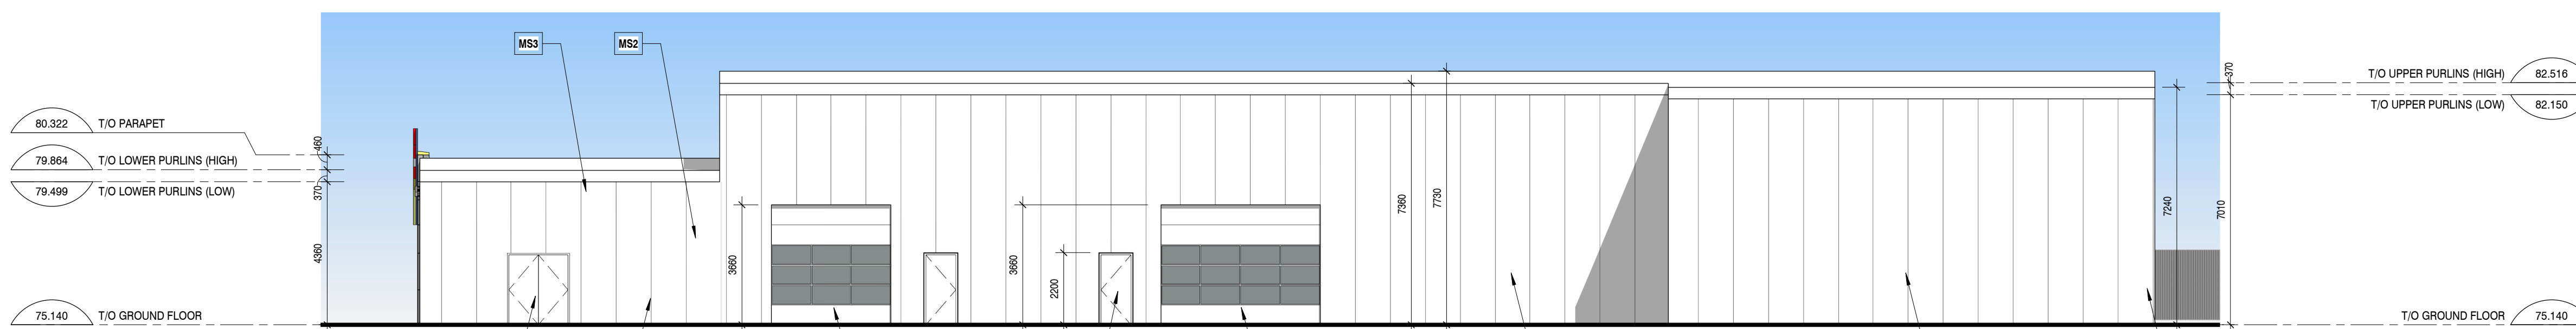 MS3
MS2
370
T/O UPPER PURLINS (HIGH) 82.516
T/O UPPER PURLINS (LOW) 82.150
80.322 T/O PARAPET
460
79.864 T/O LOWER PURLINS (HIGH)
79.499 T/O LOWER PURLINS (LOW)
370
7360
7730
7240
7010
4360
3660
3660
2200
75.140 T/O GROUND FLOOR
T/O GROUND FLOOR 75.140